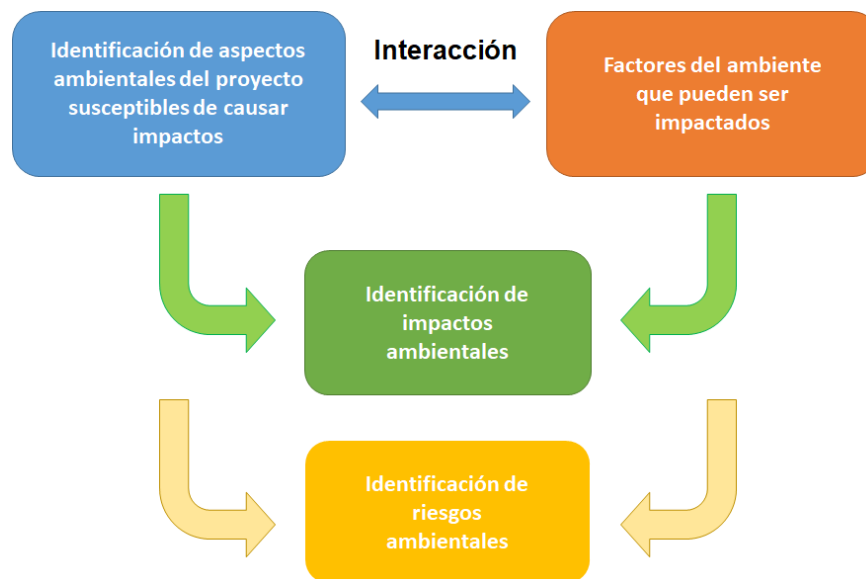 Identificación de aspectos
ambientales del proyecto
susceptibles de causar
impactos
Interacción
Factores del ambiente
que pueden ser
impactados
Identificación de
impactos
ambientales
Identificación de
riesgos
ambientales